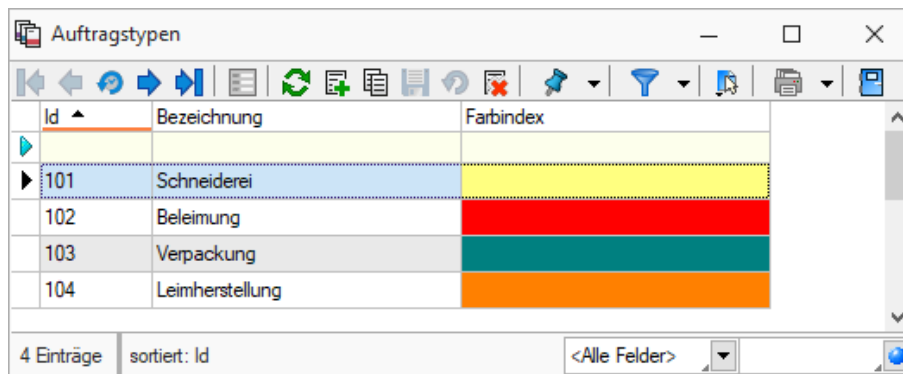 Auftragstypen
Id Bezeichnung Farbindex
101 Schneiderei
102 Beleimung
103 Verpackung
104 Leimherstellung
4 Einträge sortiert: Id <Alle Felder>